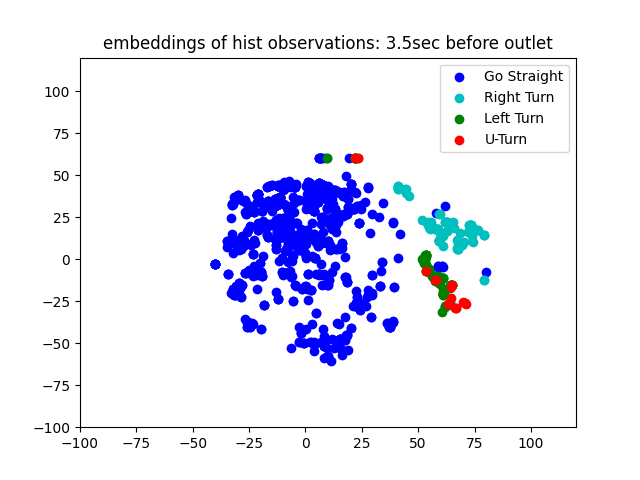 embeddings of hist observations: 3.5sec before outlet
Go Straight
Right Turn
Left Turn
U-Turn
100
75
50
25
0
−25
−50
−75
−100
−100 −75 −50 −25 0 25 50 75 100